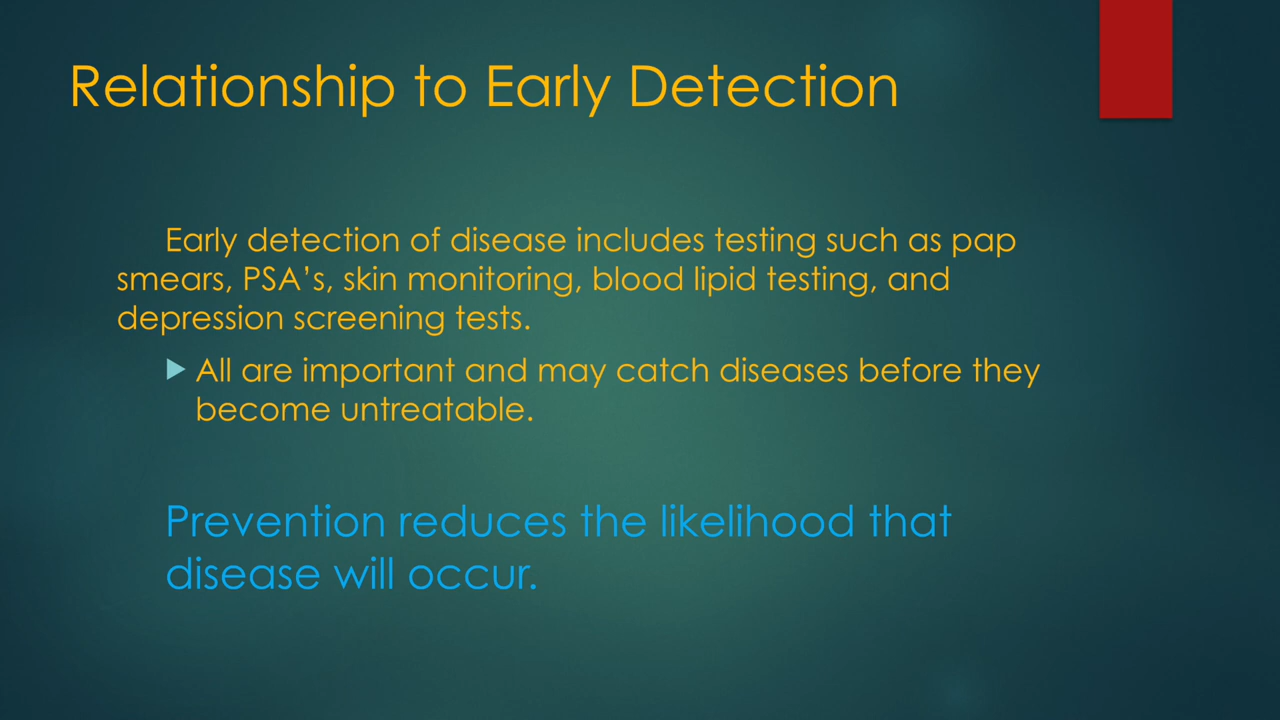 Relationship to Early Detection
Early detection of disease includes testing such as pap
smears, PSA’s, skin monitoring, blood lipid testing, and
depression screening tests.
All are important and may catch diseases before they
become untreatable.
Prevention reduces the likelihood that
disease will occur.